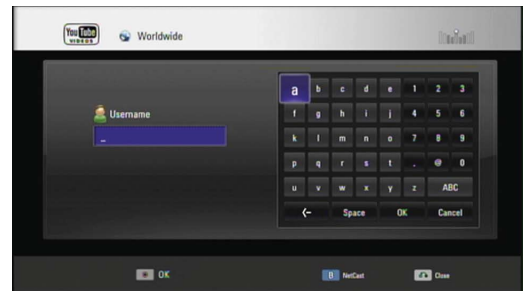 You Tube
VIDEOS
Worldwide
Username
_
a b c d e 1 2 3
f g h i j 4 5 6
k l m n o 7 8 9
p q r s t . @ 0
u v w x y z ABC
<- Space OK Cancel
OK
B NetCast
Close